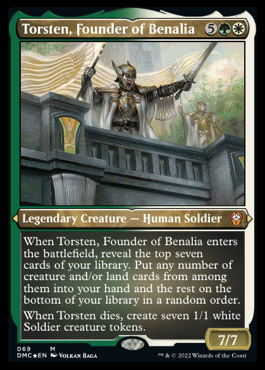 Torsten, Founder of Benalia 5
Legendary Creature — Human Soldier
When Torsten, Founder of Benalia enters
the battlefield, reveal the top seven
cards of your library. Put any number of
creature and/or land cards from among
them into your hand and the rest on the
bottom of your library in a random order.
When Torsten dies, create seven 1/1 white
Soldier creature tokens.
7/7
069 M
DMC★EN VOLKAN BAGA
™ & © 2022 Wizards of the Coast